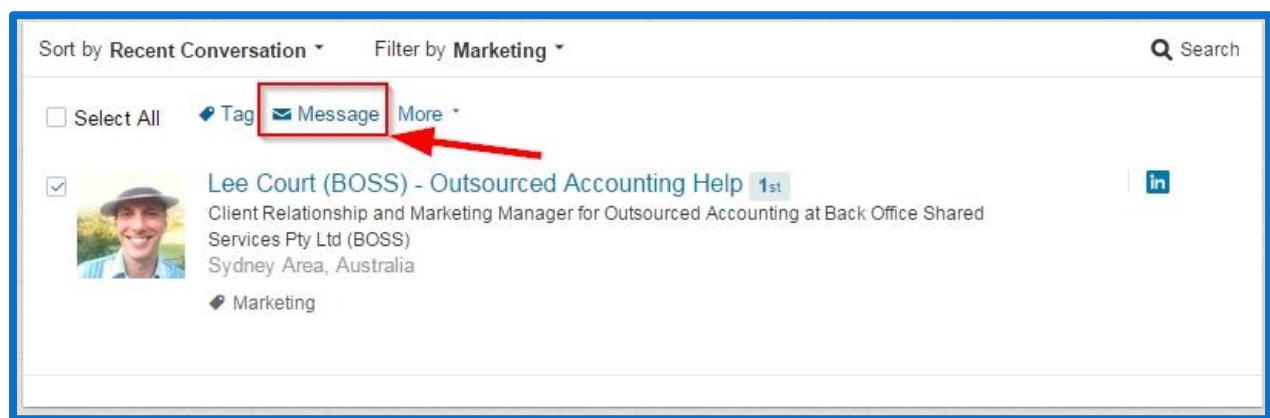 Sort by Recent Conversation Filter by Marketing Search
Select All Tag Message More
Lee Court (BOSS) - Outsourced Accounting Help 1st
Client Relationship and Marketing Manager for Outsourced Accounting at Back Office Shared
Services Pty Ltd (BOSS)
Sydney Area, Australia
Marketing
in